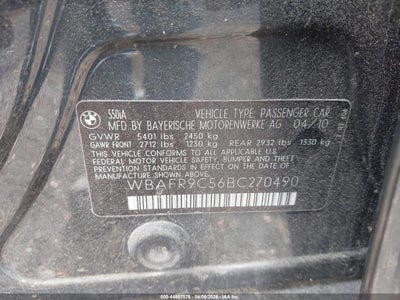 BMW
550iA
VEHICLE TYPE: PASSENGER CAR
MFD BY BAYERISCHE MOTORENWERKE AG 04/10
GVWR 5401 lbs 2450 kg
GAWR FRONT 2712 lbs 1230 kg REAR 2932 lbs 1330 kg
THIS VEHICLE CONFORMS TO ALL APPLICABLE U.S.
FEDERAL MOTOR VEHICLE SAFETY, BUMPER, AND THEFT
PREVENTION STANDARDS IN EFFECT ON THE DATE OF
MANUFACTURE SHOWN ABOVE.
WBAFR9C56BC270490